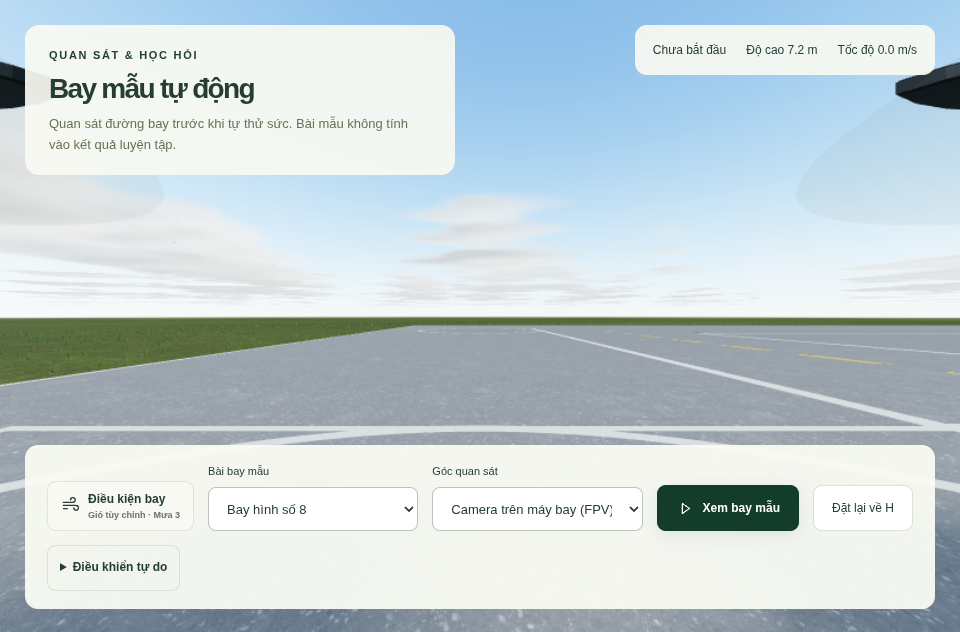 QUAN SÁT & HỌC HỎI
Bay mẫu tự động
Quan sát đường bay trước khi tự thử sức. Bài mẫu không tính
vào kết quả luyện tập.
Chưa bắt đầu Độ cao 7.2 m Tốc độ 0.0 m/s
Điều kiện bay
Gió tùy chỉnh · Mưa 3
Bài bay mẫu
Bay hình số 8
Góc quan sát
Camera trên máy bay (FPV)
Xem bay mẫu
Đặt lại về H
Điều khiển tự do